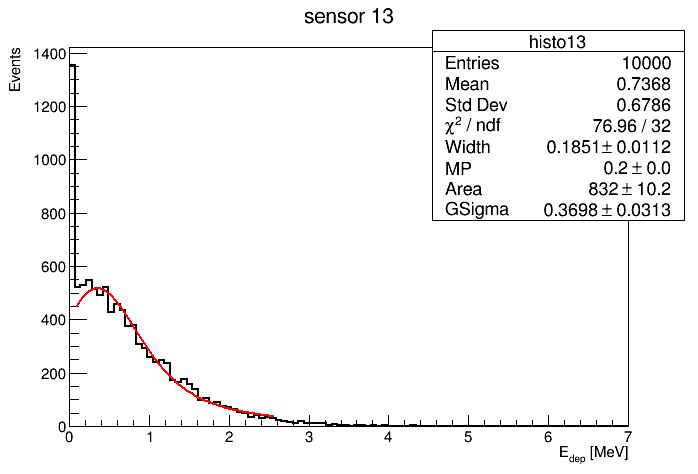 sensor 13
histo13
Entries 10000
Mean 0.7368
Std Dev 0.6786
χ² / ndf 76.96 / 32
Width 0.1851 ± 0.0112
MP 0.2 ± 0.0
Area 832 ± 10.2
GSigma 0.3698 ± 0.0313
Events
1400
1200
1000
800
600
400
200
0
0 1 2 3 4 5 6 7
E_dep [MeV]